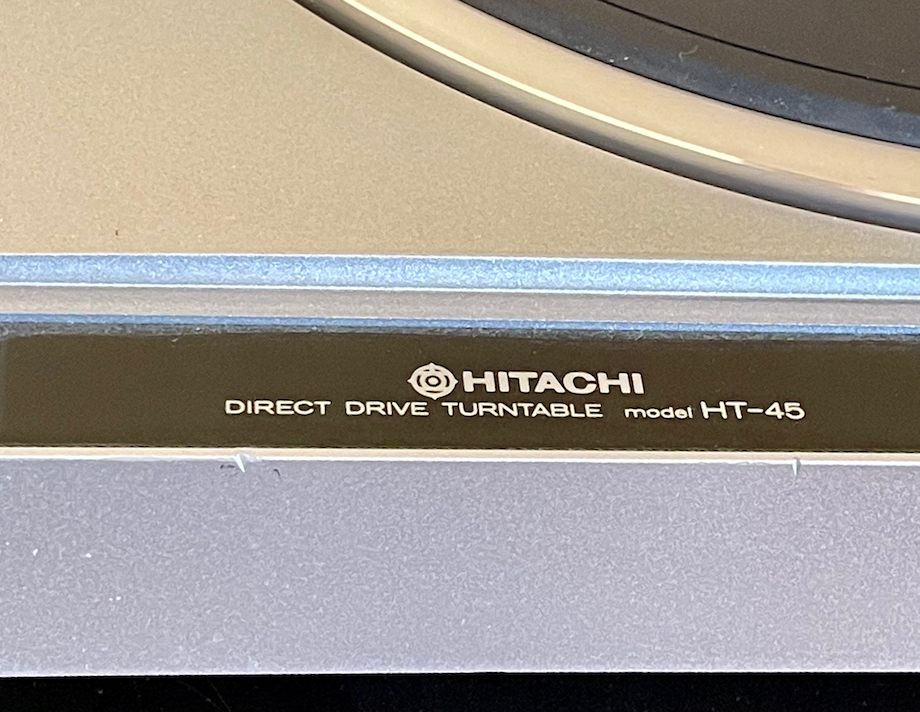 HITACHI
DIRECT DRIVE TURNTABLE model HT-45